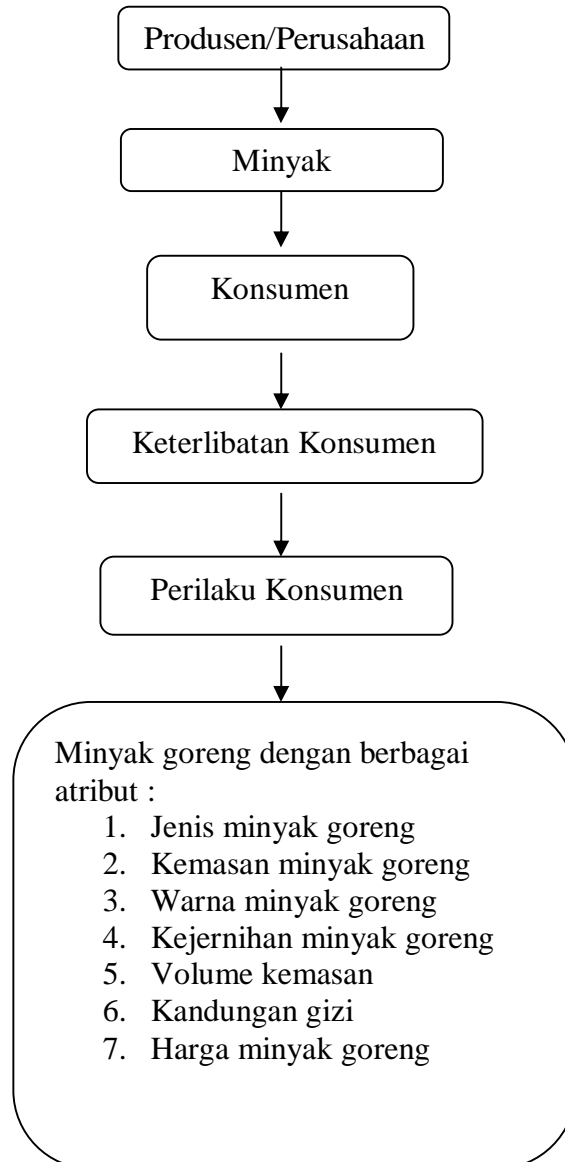 Produsen/Perusahaan
Minyak
Konsumen
Keterlibatan Konsumen
Perilaku Konsumen
Minyak goreng dengan berbagai
atribut :
1. Jenis minyak goreng
2. Kemasan minyak goreng
3. Warna minyak goreng
4. Kejernihan minyak goreng
5. Volume kemasan
6. Kandungan gizi
7. Harga minyak goreng